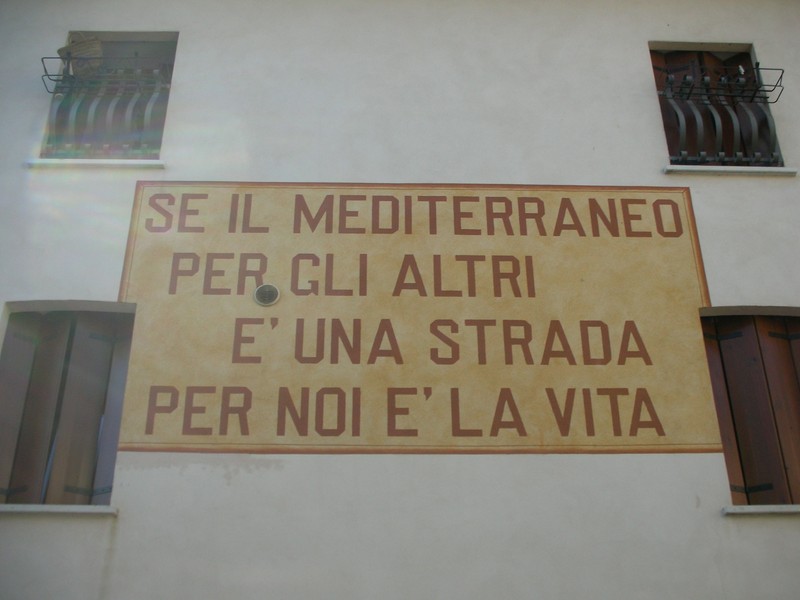 SE IL MEDITERRANEO
PER GLI ALTRI
E' UNA STRADA
PER NOI E' LA VITA